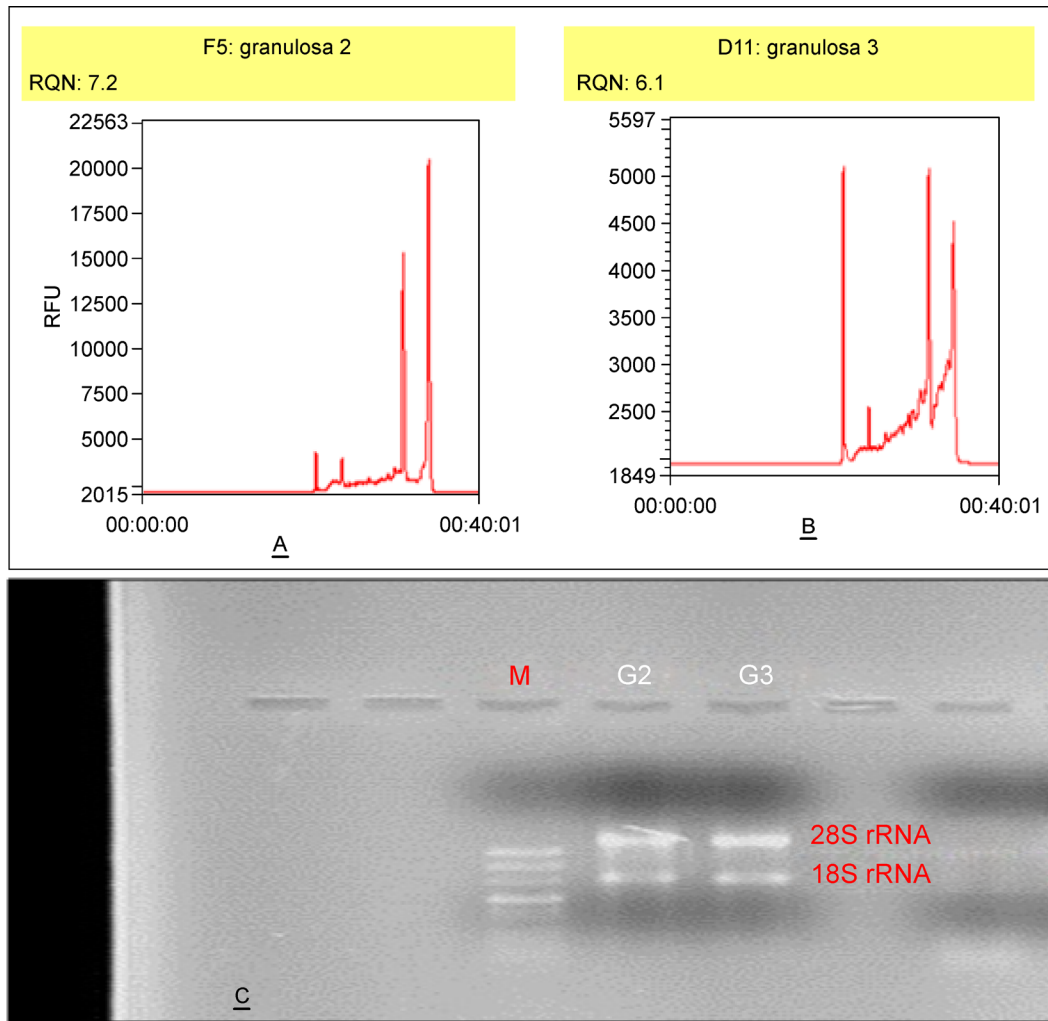 F5: granulosa 2
RQN: 7.2
RFU
22563
20000
17500
15000
12500
10000
7500
5000
2015
00:00:00
00:40:01
A
D11: granulosa 3
RQN: 6.1
5597
5000
4500
4000
3500
3000
2500
1849
00:00:00
00:40:01
B
M
G2
G3
28S rRNA
18S rRNA
C